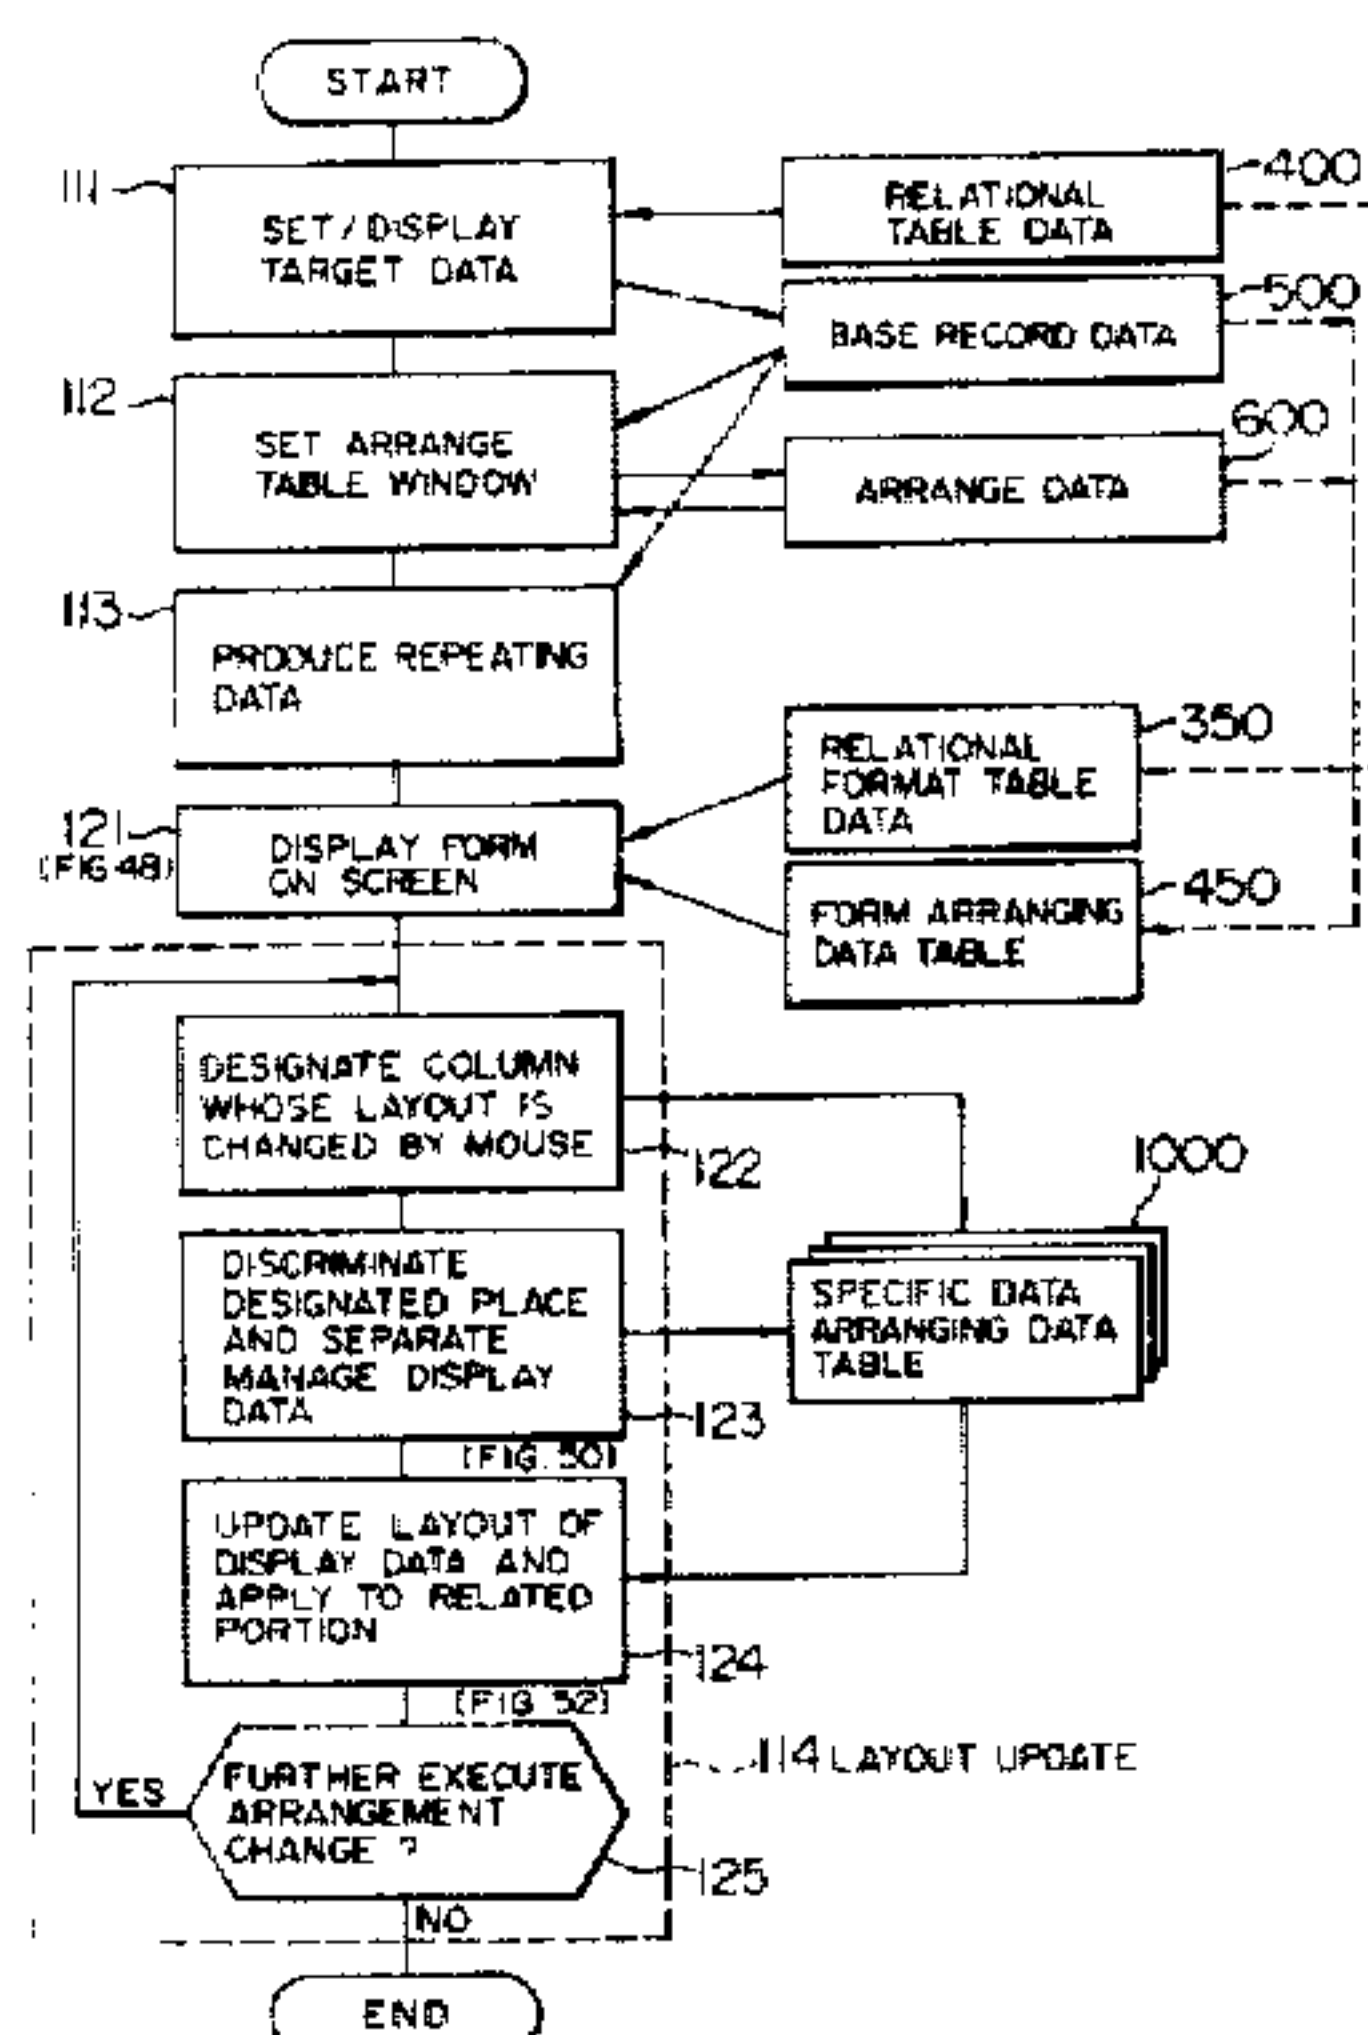 START
111
SET/DISPLAY
TARGET DATA
RELATIONAL
TABLE DATA
400
BASE RECORD DATA
500
112
SET ARRANGE
TABLE WINDOW
ARRANGE DATA
600
113
PRODUCE REPEATING
DATA
RELATIONAL
FORMAT TABLE
DATA
350
121
(FIG 48)
DISPLAY FORM
ON SCREEN
FORM ARRANGING
DATA TABLE
450
DESIGNATE COLUMN
WHOSE LAYOUT IS
CHANGED BY MOUSE
122
1000
DISCRIMINATE
DESIGNATED PLACE
AND SEPARATE
MANAGE DISPLAY
DATA
123
(FIG. 50)
SPECIFIC DATA
ARRANGING DATA
TABLE
UPDATE LAYOUT OF
DISPLAY DATA AND
APPLY TO RELATED
PORTION
124
(FIG 52)
114 LAYOUT UPDATE
YES
FURTHER EXECUTE
ARRANGEMENT
CHANGE ?
125
NO
END